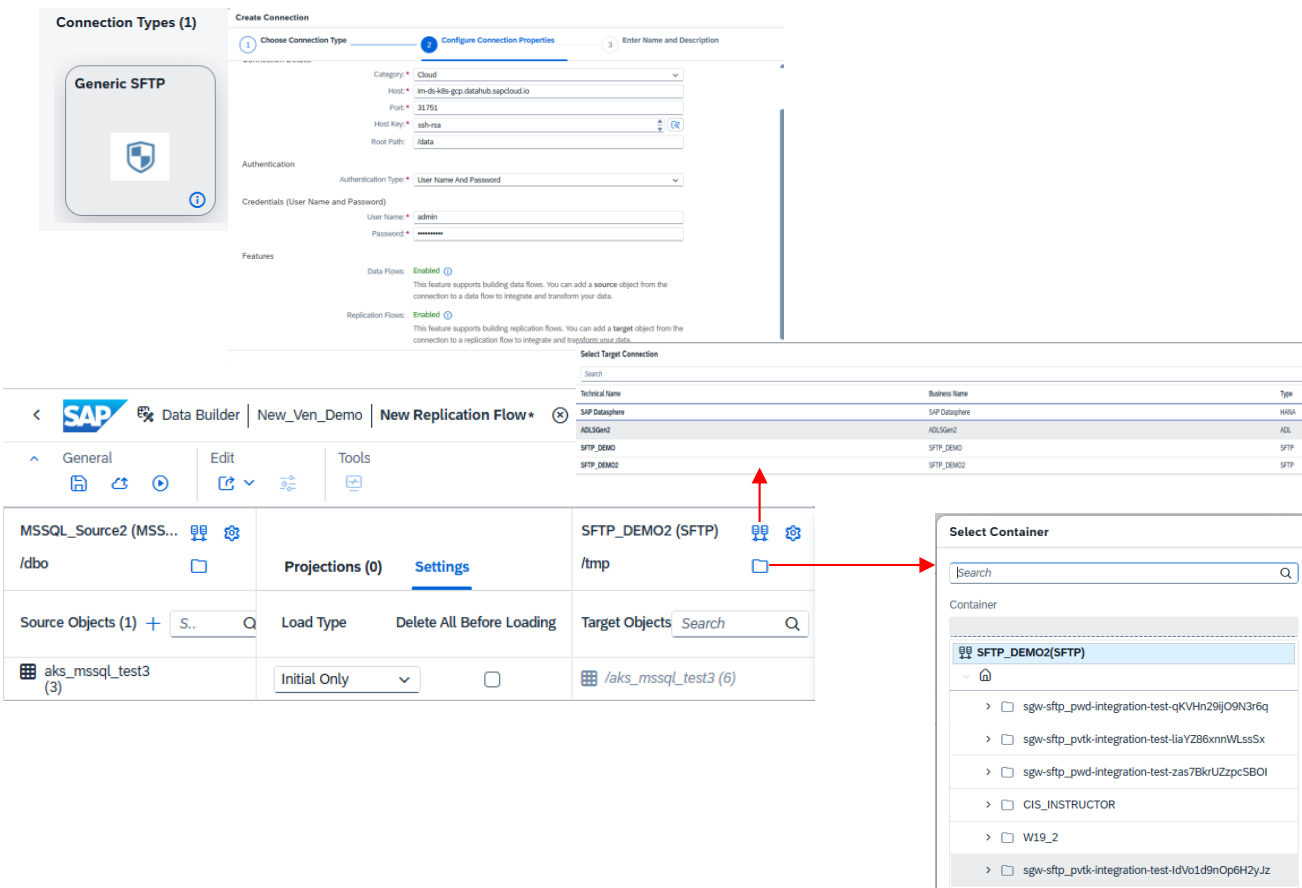 Connection Types (1)
Generic SFTP
Create Connection
1 Choose Connection Type
2 Configure Connection Properties
3 Enter Name and Description
Category:* Cloud
Host:* im-ds-k8s-gcp.datahub.sapcloud.io
Port:* 31751
Host Key:* ssh-rsa
Root Path: /data
Authentication
Authentication Type:* User Name And Password
Credentials (User Name and Password)
User Name:* admin
Password:* ••••••••••
Features
Data Flows: Enabled
This feature supports building data flows. You can add a source object from the
connection to a data flow to integrate and transform your data.
Replication Flows: Enabled
This feature supports building replication flows. You can add a target object from the
connection to a replication flow to integrate and transform your data.
Select Target Connection
Search
Technical Name Business Name Type
SAP Datasphere SAP Datasphere HANA
ADLSGen2 ADLSGen2 ADL
SFTP_DEMO SFTP_DEMO SFTP
SFTP_DEMO2 SFTP_DEMO2 SFTP
SAP Data Builder New_Ven_Demo New Replication Flow*
General Edit Tools
MSSQL_Source2 (MSS... SFTP_DEMO2 (SFTP)
/dbo Projections (0) Settings /tmp
Source Objects (1) S.. Load Type Delete All Before Loading Target Objects Search
aks_mssql_test3
(3)
Initial Only /aks_mssql_test3 (6)
Select Container
Search
Container
SFTP_DEMO2(SFTP)
sgw-sftp_pwd-integration-test-qKVHn29ijO9N3r6q
sgw-sftp_pvtk-integration-test-liaYZ86xnnWLssSx
sgw-sftp_pwd-integration-test-zas7BkrUZzpcSBOI
CIS_INSTRUCTOR
W19_2
sgw-sftp_pvtk-integration-test-IdVo1d9nOp6H2yJz